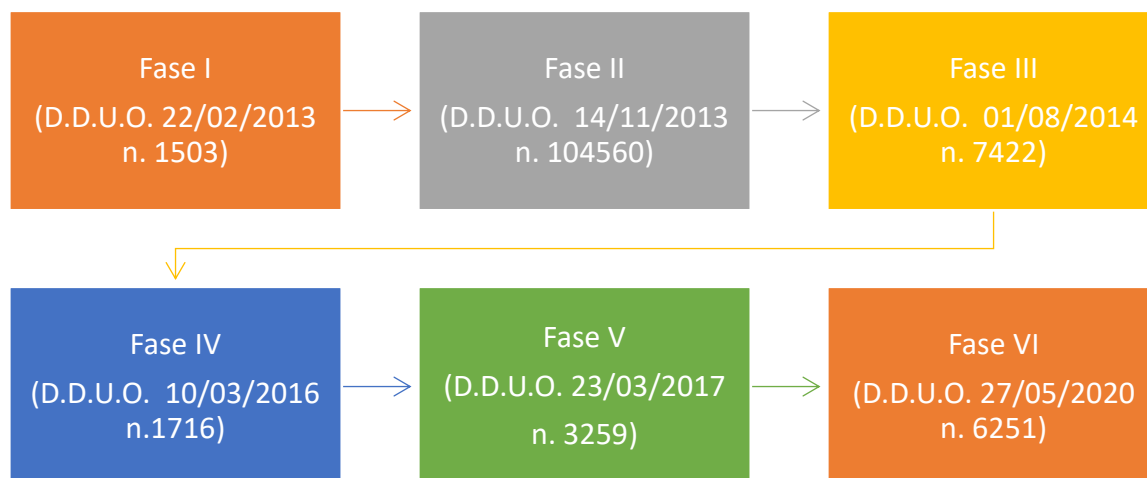 Fase I
(D.D.U.O. 22/02/2013
n. 1503)
Fase II
(D.D.U.O. 14/11/2013
n. 104560)
Fase III
(D.D.U.O. 01/08/2014
n. 7422)
Fase IV
(D.D.U.O. 10/03/2016
n.1716)
Fase V
(D.D.U.O. 23/03/2017
n. 3259)
Fase VI
(D.D.U.O. 27/05/2020
n. 6251)